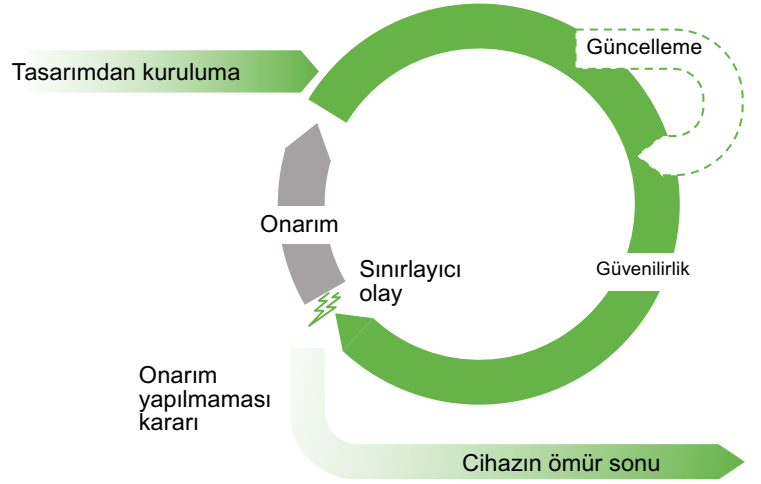 Güncelleme
Tasarımdan kuruluma
Onarım
Sınırlayıcı
olay
Güvenilirlik
Onarım
yapılmaması
kararı
Cihazın ömür sonu